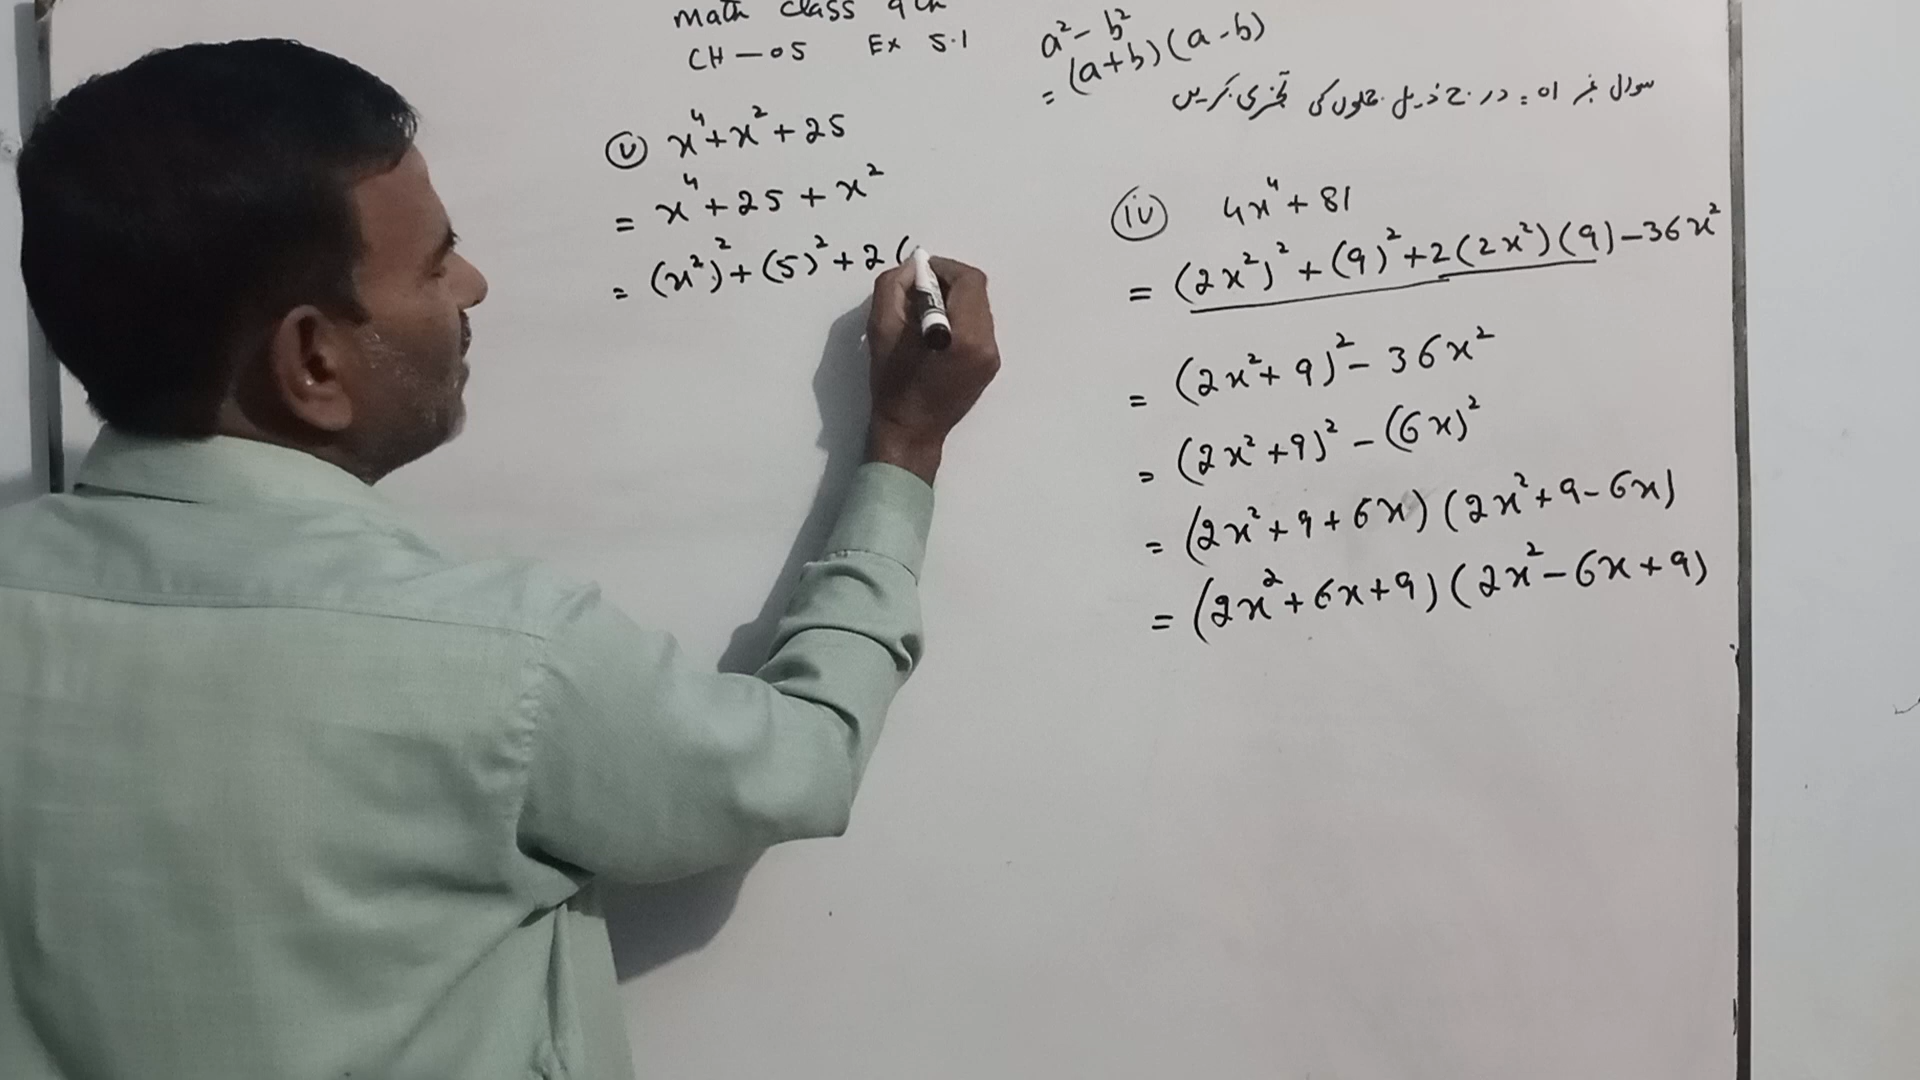 Math class 9th
CH — 05 Ex 5.1
a² - b²
= (a+b)(a-b)
سوال نمبر 01: درج ذیل جملوں کی تجزی کریں
(v) x⁴+x²+25
= x⁴+25+x²
= (x²)²+(5)²+2(
(iv) 4x⁴+81
= (2x²)²+(9)²+2(2x²)(9)-36x²
= (2x²+9)²-36x²
= (2x²+9)²-(6x)²
= (2x²+9+6x)(2x²+9-6x)
= (2x²+6x+9)(2x²-6x+9)